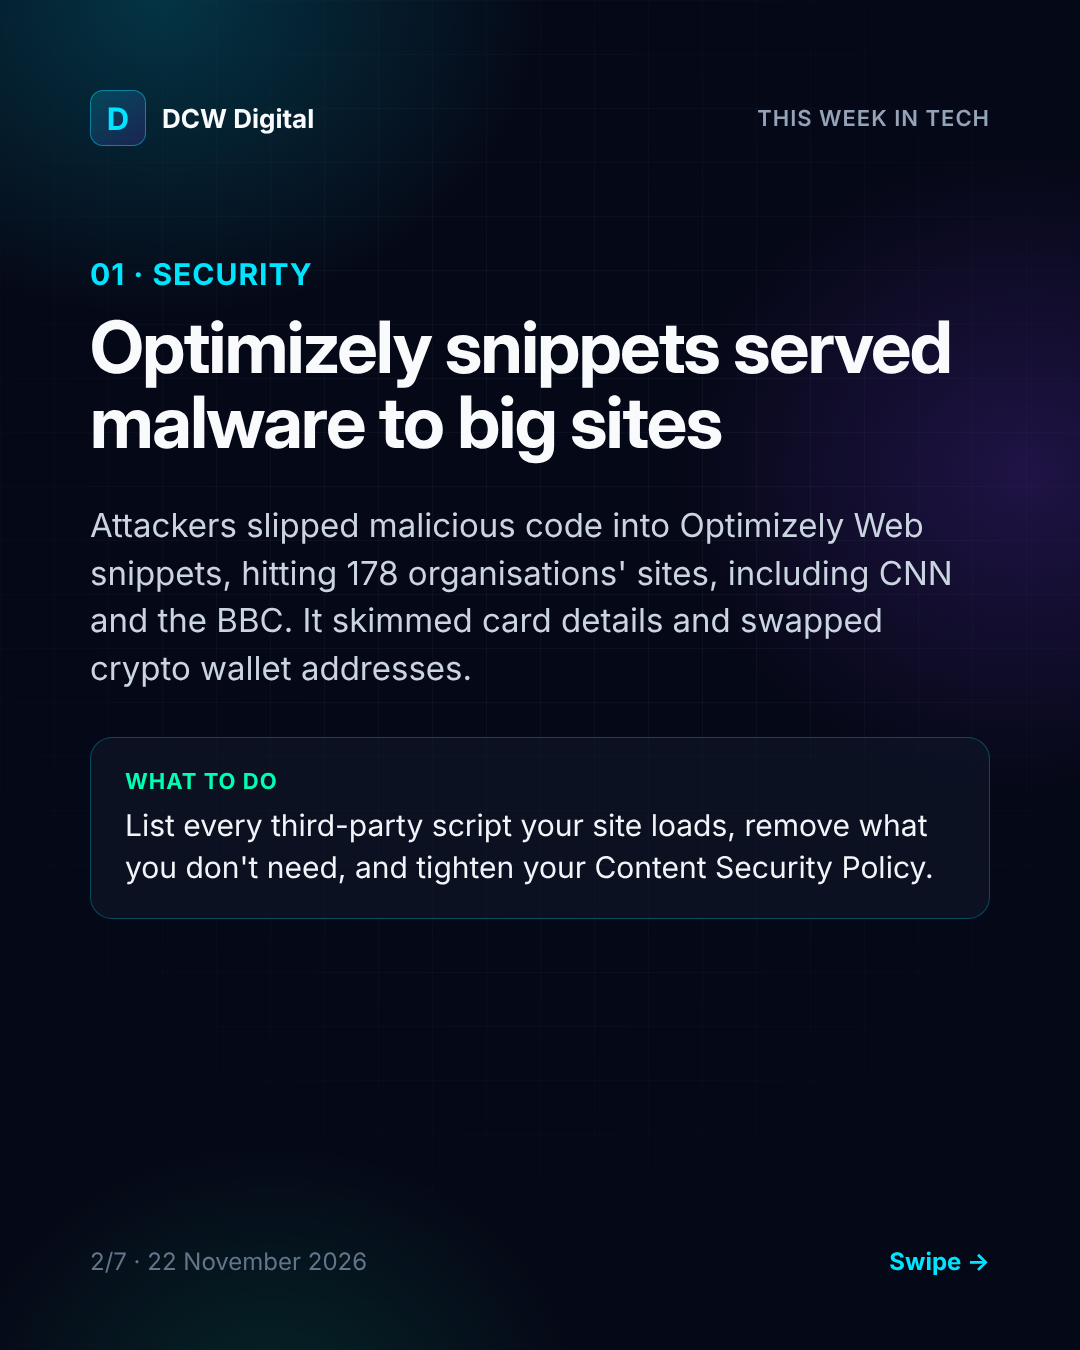 D
DCW Digital
THIS WEEK IN TECH
01 · SECURITY
Optimizely snippets served
malware to big sites
Attackers slipped malicious code into Optimizely Web
snippets, hitting 178 organisations' sites, including CNN
and the BBC. It skimmed card details and swapped
crypto wallet addresses.
WHAT TO DO
List every third-party script your site loads, remove what
you don't need, and tighten your Content Security Policy.
2/7 · 22 November 2026
Swipe →